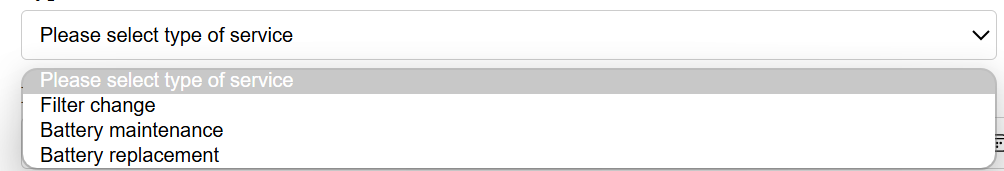 Please select type of service
Please select type of service
Filter change
Battery maintenance
Battery replacement